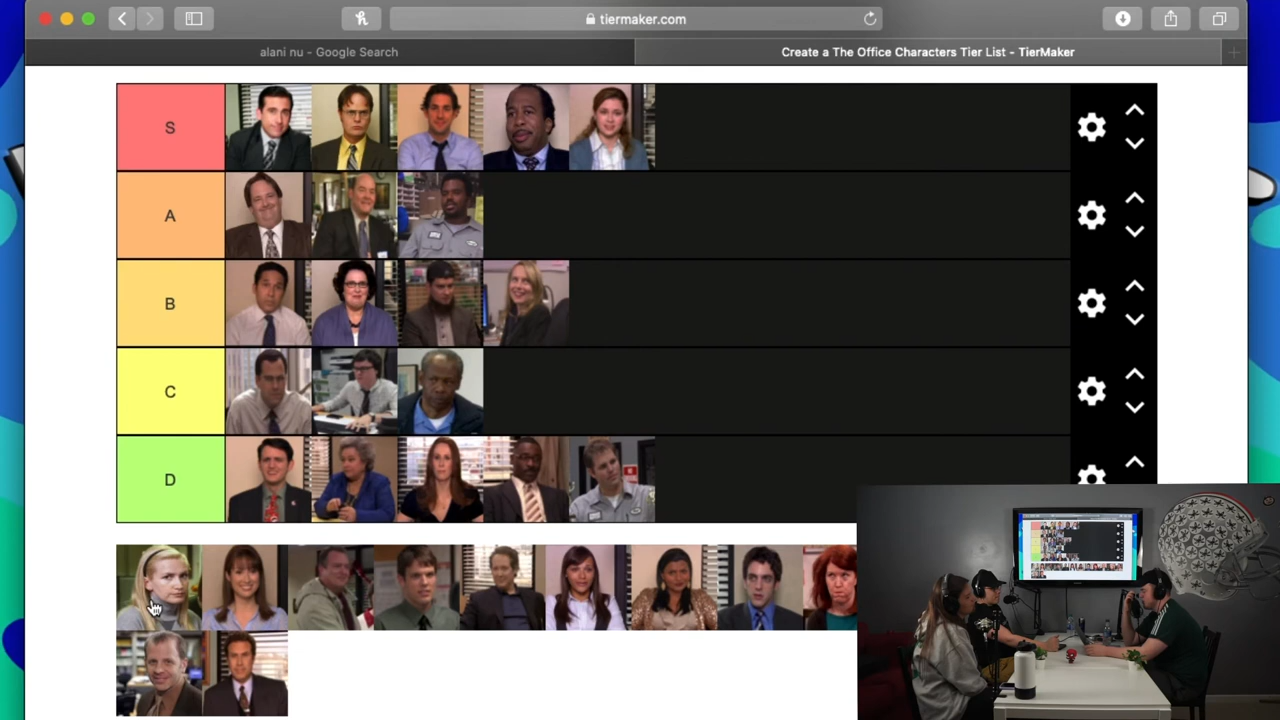 tiermaker.com
alani nu - Google Search
Create a The Office Characters Tier List - TierMaker
S
A
B
C
D